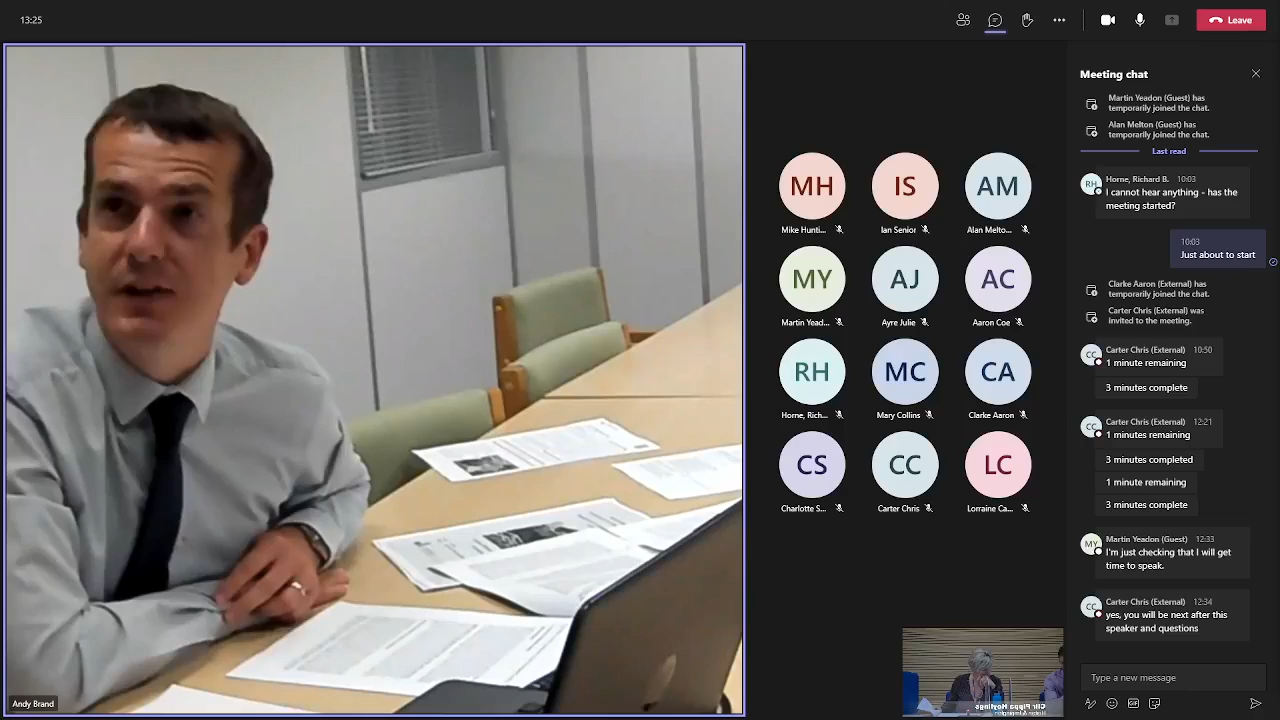 13:25
Leave
Meeting chat
Martin Yeadon (Guest) has
temporarily joined the chat.
Alan Melton (Guest) has
temporarily joined the chat.
Last read
RH
Horne, Richard B. 10:03
I cannot hear anything - has the
meeting started?
10:03
Just about to start
Clarke Aaron (External) has
temporarily joined the chat.
Carter Chris (External) was
invited to the meeting.
CC
Carter Chris (External) 10:50
1 minute remaining
3 minutes complete
CC
Carter Chris (External) 12:21
1 minute remaining
3 minutes completed
1 minute remaining
3 minutes complete
MY
Martin Yeadon (Guest) 12:33
I'm just checking that I will get
time to speak.
CC
Carter Chris (External) 12:34
yes, you will be next after this
speaker and questions
Type a new message
MH IS AM
Mike Hunti... Ian Senior Alan Melto...
MY AJ AC
Martin Yead... Ayre Julie Aaron Coe
RH MC CA
Horne, Rich... Mary Collins Clarke Aaron
CS CC LC
Charlotte S... Carter Chris Lorraine Ca...
Andy Brand